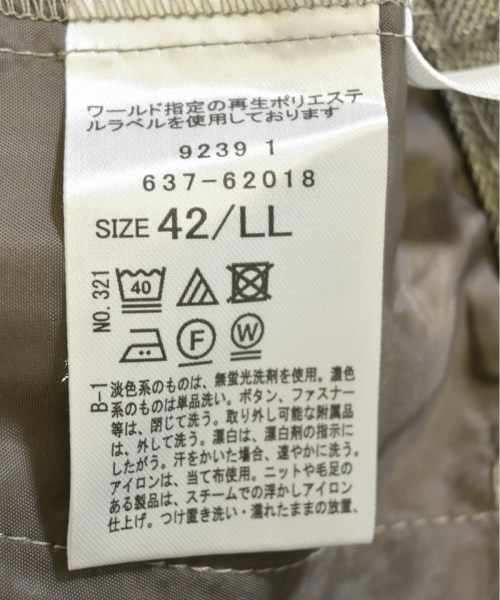 ワールド指定の再生ポリエステ
ルラベルを使用しております
9239 1
637-62018
SIZE 42/LL
NO. 321
40
F
W
B-1
淡色系のものは、無蛍光洗剤を使用。濃色
系のものは単品洗い。ボタン、ファスナー
等は、閉じて洗う。取り外し可能な附属品
は、外して洗う。漂白は、漂白剤の指示に
したがう。汗をかいた場合、速やかに洗う。
アイロンは、当て布使用。ニットや毛足の
ある製品は、スチームでの浮かしアイロン
仕上げ。つけ置き洗い・濡れたままの放置、